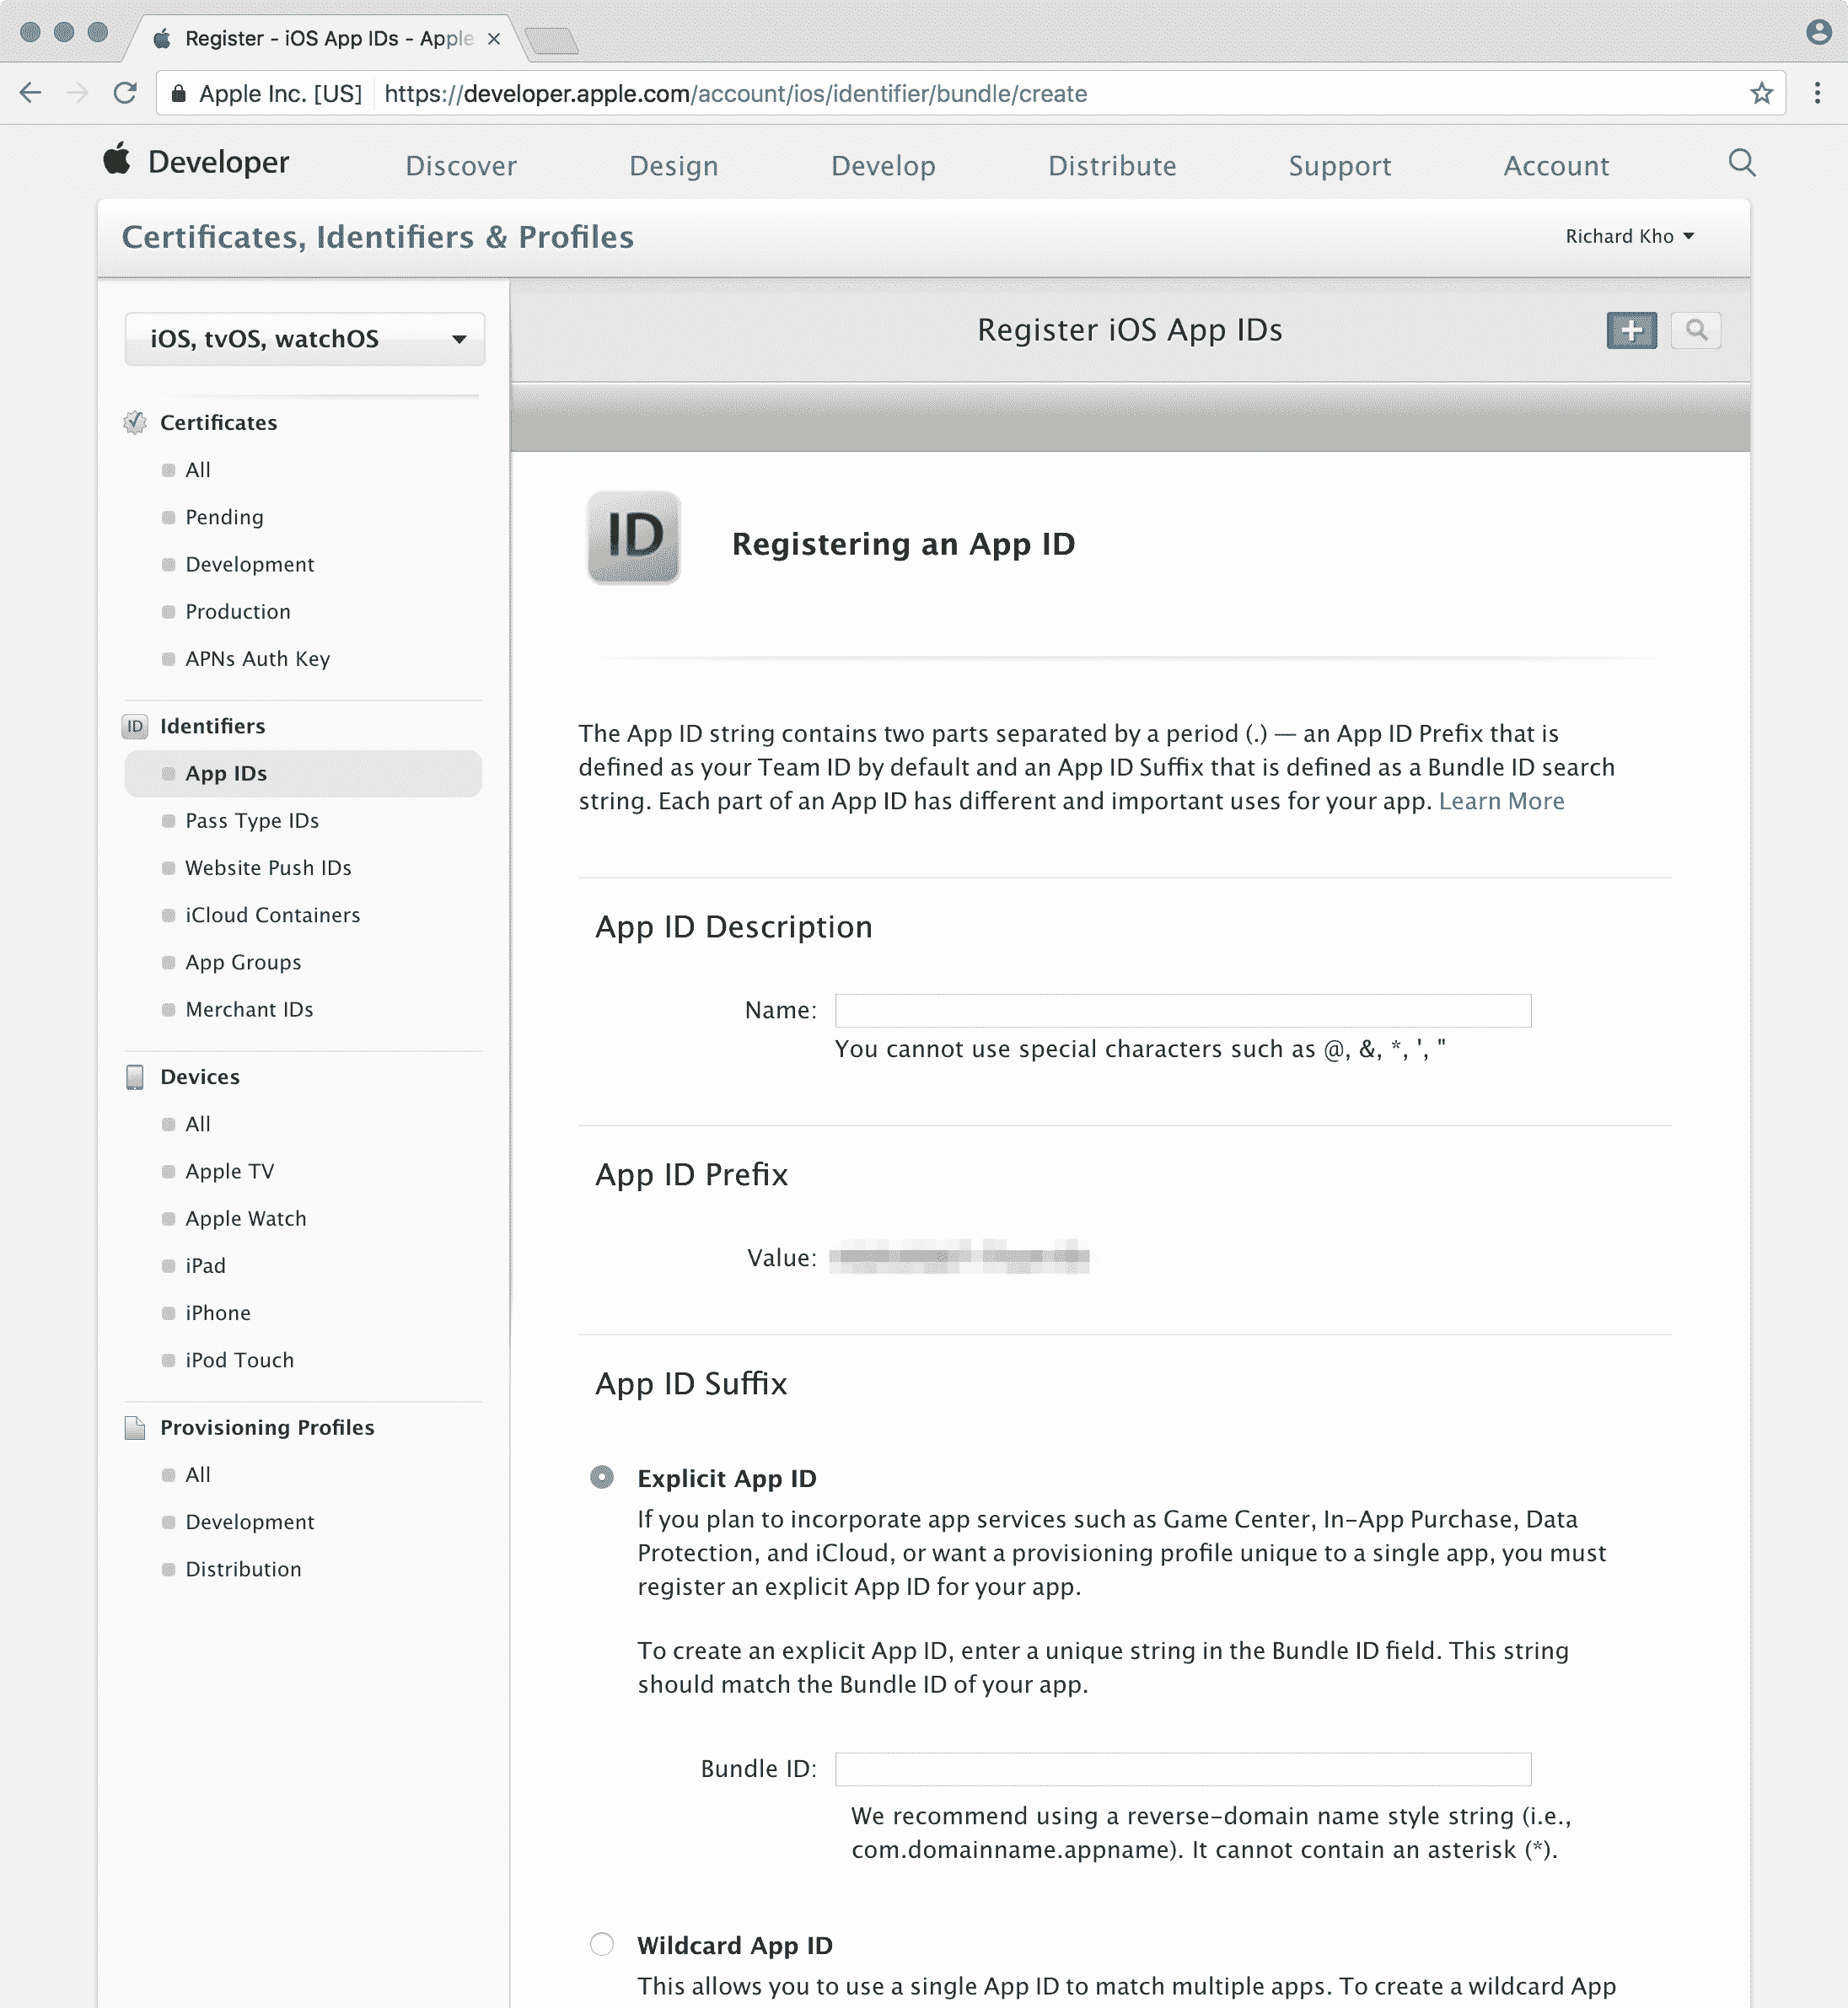 Register - iOS App IDs - Apple
Apple Inc. [US] https://developer.apple.com/account/ios/identifier/bundle/create
Developer Discover Design Develop Distribute Support Account
Certificates, Identifiers & Profiles
Richard Kho
iOS, tvOS, watchOS
Certificates
All
Pending
Development
Production
APNs Auth Key
ID Identifiers
App IDs
Pass Type IDs
Website Push IDs
iCloud Containers
App Groups
Merchant IDs
Devices
All
Apple TV
Apple Watch
iPad
iPhone
iPod Touch
Provisioning Profiles
All
Development
Distribution
Register iOS App IDs
ID
Registering an App ID
The App ID string contains two parts separated by a period (.) — an App ID Prefix that is
defined as your Team ID by default and an App ID Suffix that is defined as a Bundle ID search
string. Each part of an App ID has different and important uses for your app. Learn More
App ID Description
Name:
You cannot use special characters such as @, &, *, ', "
App ID Prefix
Value:
App ID Suffix
Explicit App ID
If you plan to incorporate app services such as Game Center, In-App Purchase, Data
Protection, and iCloud, or want a provisioning profile unique to a single app, you must
register an explicit App ID for your app.
To create an explicit App ID, enter a unique string in the Bundle ID field. This string
should match the Bundle ID of your app.
Bundle ID:
We recommend using a reverse-domain name style string (i.e.,
com.domainname.appname). It cannot contain an asterisk (*).
Wildcard App ID
This allows you to use a single App ID to match multiple apps. To create a wildcard App